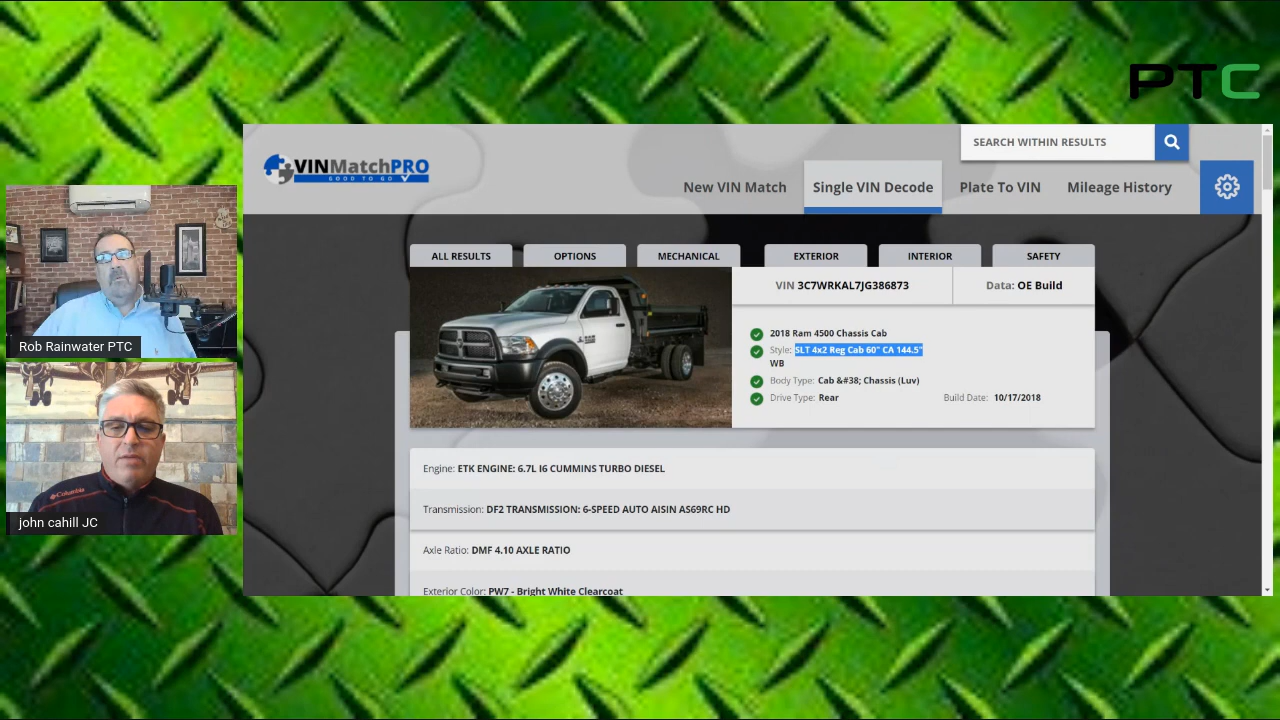 PTC
SEARCH WITHIN RESULTS
VINMatchPRO
GOOD TO GO
New VIN Match
Single VIN Decode
Plate To VIN
Mileage History
ALL RESULTS
OPTIONS
MECHANICAL
EXTERIOR
INTERIOR
SAFETY
VIN 3C7WRKAL7JG386873
Data: OE Build
2018 Ram 4500 Chassis Cab
Style: SLT 4x2 Reg Cab 60" CA 144.5"
WB
Body Type: Cab &#38; Chassis (Luv)
Drive Type: Rear
Build Date: 10/17/2018
Engine: ETK ENGINE: 6.7L I6 CUMMINS TURBO DIESEL
Transmission: DF2 TRANSMISSION: 6-SPEED AUTO AISIN AS69RC HD
Axle Ratio: DMF 4.10 AXLE RATIO
Exterior Color: PW7 - Bright White Clearcoat
Rob Rainwater PTC
Columbia
john cahill JC